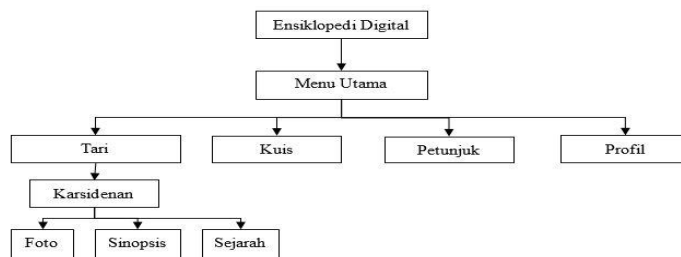 Ensiklopedi Digital
Menu Utama
Tari
Kuis
Petunjuk
Profil
Karsidenan
Foto
Sinopsis
Sejarah